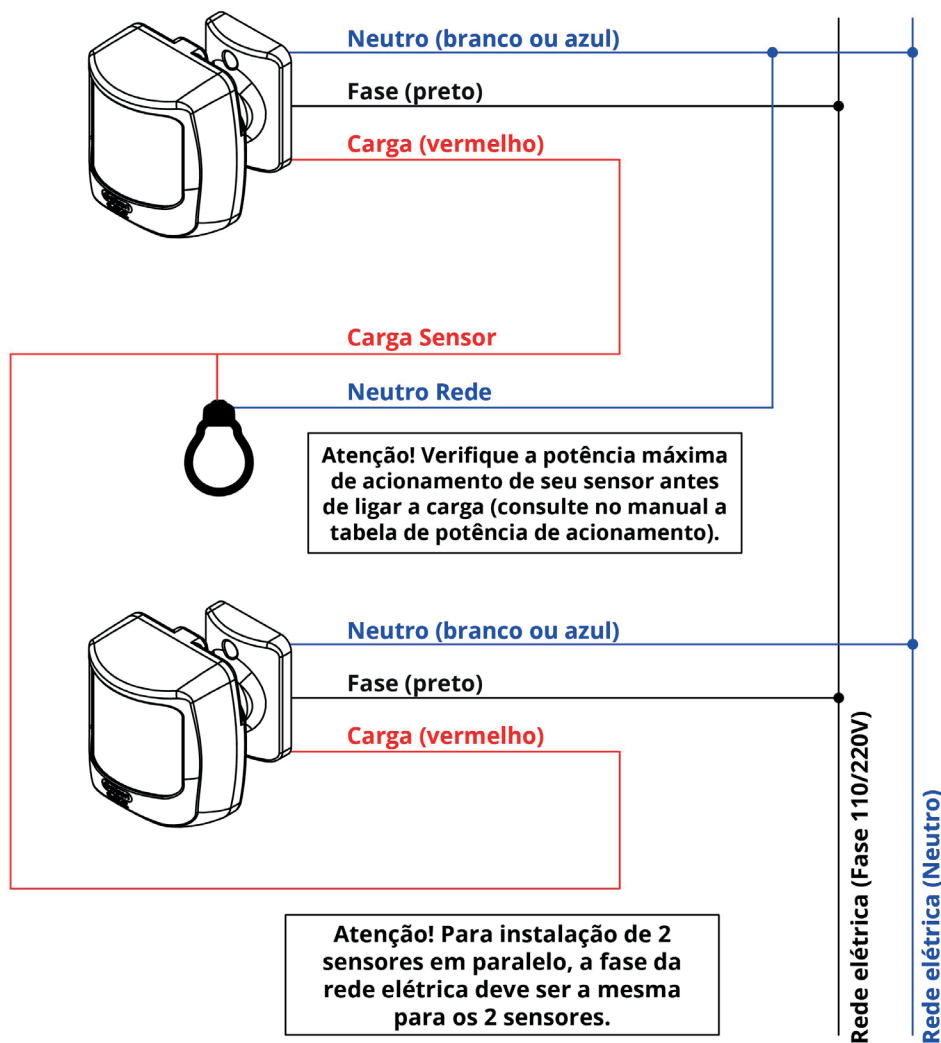 Neutro (branco ou azul)
Fase (preto)
Carga (vermelho)
Carga Sensor
Neutro Rede
Atenção! Verifique a potência máxima
de acionamento de seu sensor antes
de ligar a carga (consulte no manual a
tabela de potência de acionamento).
Neutro (branco ou azul)
Fase (preto)
Carga (vermelho)
Rede elétrica (Fase 110/220V)
Rede elétrica (Neutro)
Atenção! Para instalação de 2
sensores em paralelo, a fase da
rede elétrica deve ser a mesma
para os 2 sensores.